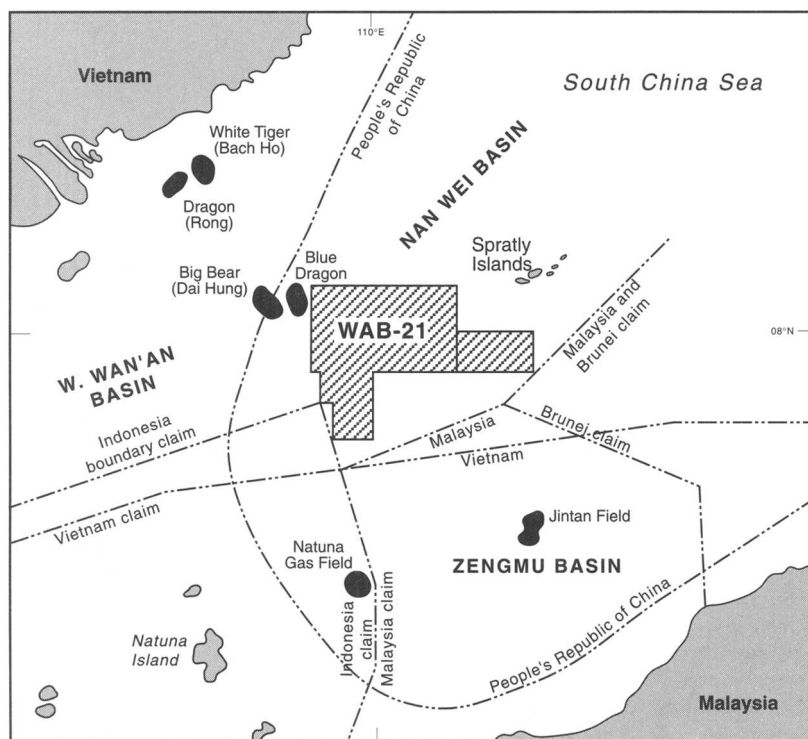 110°E
Vietnam
South China Sea
People's Republic
of China
White Tiger
(Bach Ho)
Dragon
(Rong)
NAN WEI BASIN
Spratly
Islands
Big Bear
(Dai Hung)
Blue
Dragon
WAB-21
Malaysia and
Brunei claim
08°N
W. WAN'AN
BASIN
Indonesia
boundary claim
Malaysia
Brunei claim
Vietnam
Vietnam claim
Jintan Field
Natuna
Gas Field
ZENGMU BASIN
Indonesia
claim
Malaysia claim
People's Republic of China
Natuna
Island
Malaysia